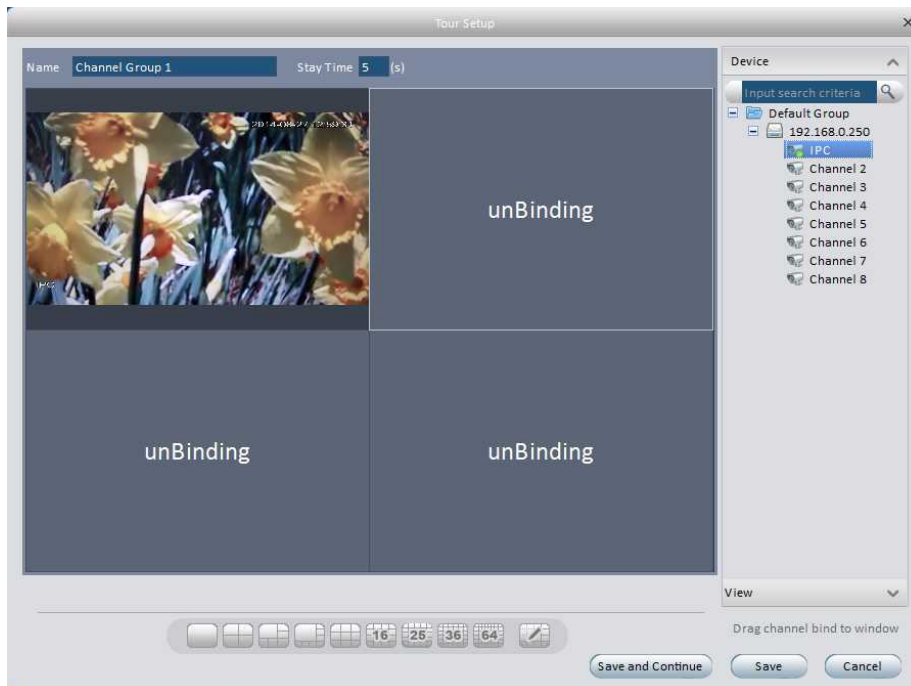 Tour Setup
Name Channel Group 1 Stay Time 5 (s)
IPC
unBinding
unBinding
unBinding
Device
Input search criteria
Default Group
192.168.0.250
IPC
Channel 2
Channel 3
Channel 4
Channel 5
Channel 6
Channel 7
Channel 8
View
Drag channel bind to window
16 25 36 64
Save and Continue Save Cancel